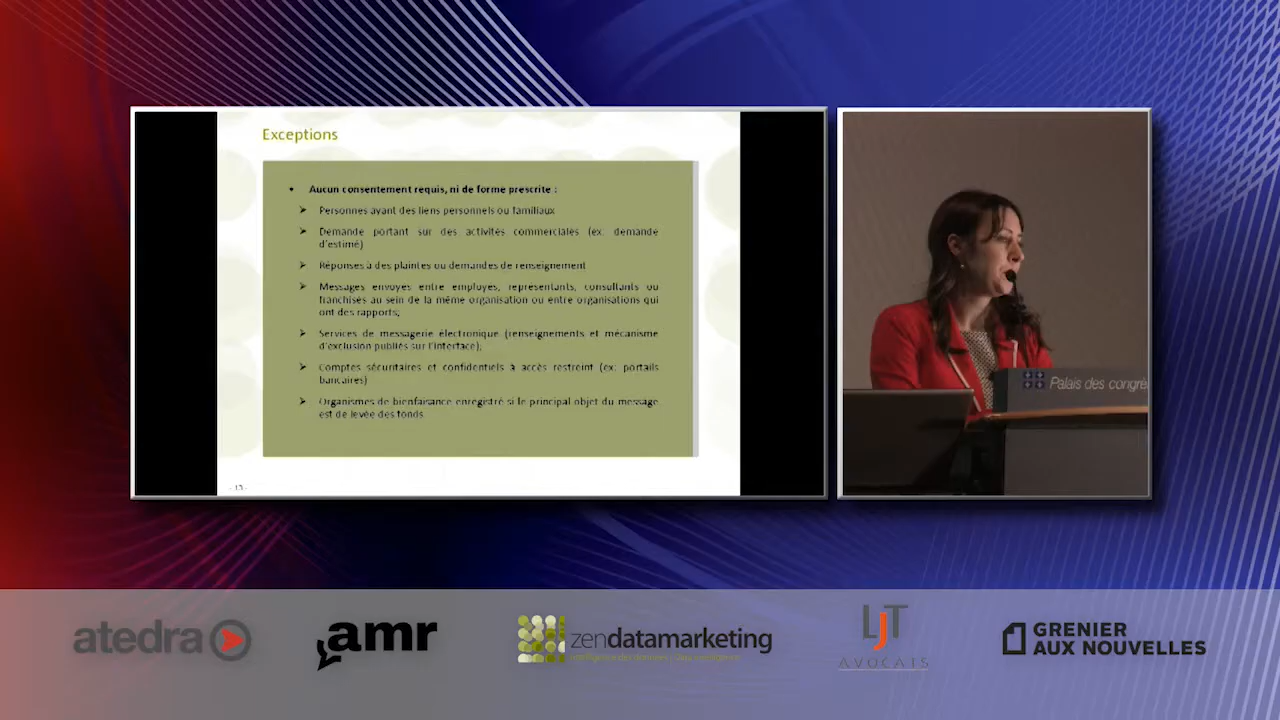 Exceptions
• Aucun consentement requis, ni de forme prescrite :
➤ Personnes ayant des liens personnels ou familiaux
➤ Demande portant sur des activités commerciales (ex: demande
d'estimé)
➤ Réponses à des plaintes ou demandes de renseignement
➤ Messages envoyés entre employés, représentants, consultants ou
franchisés au sein de la même organisation ou entre organisations qui
ont des rapports;
➤ Services de messagerie électronique (renseignements et mécanisme
d'exclusion publiés sur l'interface);
➤ Comptes sécuritaires et confidentiels à accès restreint (ex: portails
bancaires)
➤ Organismes de bienfaisance enregistré si le principal objet du message
est de levée des fonds
Palais des congrè
atedra
amr
zendatamarketing
LJT
AVOCATS
GRENIER
AUX NOUVELLES